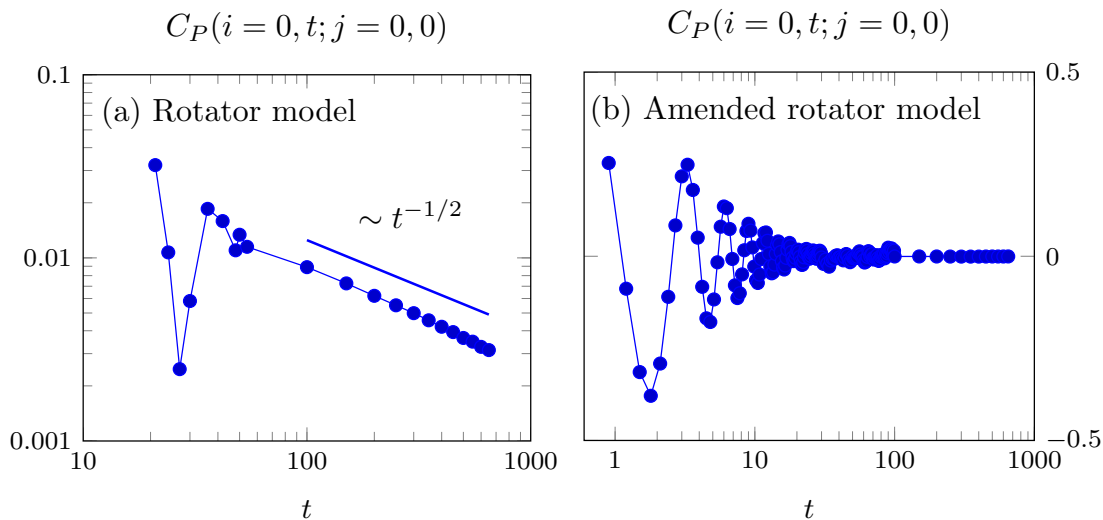 C_P(i = 0, t; j = 0, 0)
C_P(i = 0, t; j = 0, 0)
0.1
0.01
0.001
(a) Rotator model
∼ t^{-1/2}
10
100
1000
t
(b) Amended rotator model
0.5
0
−0.5
1
10
100
1000
t